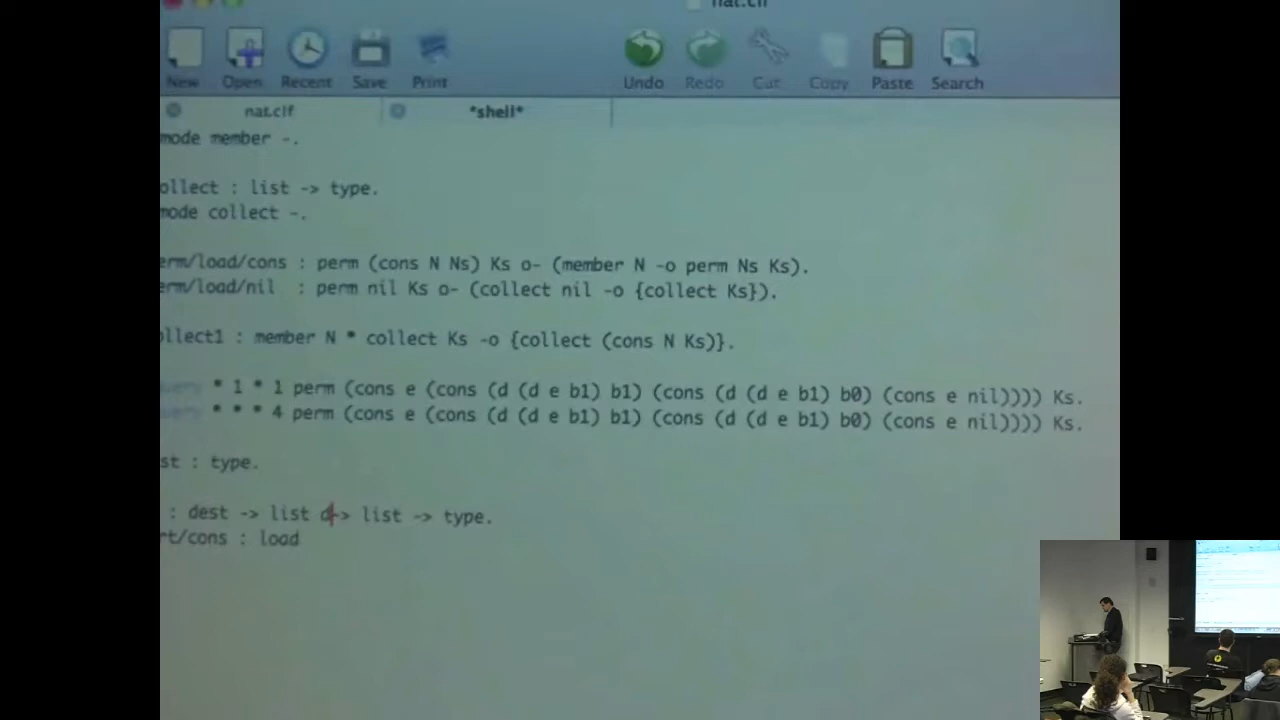 nat.clf
New Open Recent Save Print Undo Redo Cut Copy Paste Search
nat.clf *shell*
mode member -.
ollect : list -> type.
mode collect -.
erm/load/cons : perm (cons N Ns) Ks o- (member N -o perm Ns Ks).
erm/load/nil : perm nil Ks o- (collect nil -o {collect Ks}).
ollect1 : member N * collect Ks -o {collect (cons N Ks)}.
uery * 1 * 1 perm (cons e (cons (d (d e b1) b1) (cons (d (d e b1) b0) (cons e nil)))) Ks.
uery * * * 4 perm (cons e (cons (d (d e b1) b1) (cons (d (d e b1) b0) (cons e nil)))) Ks.
st : type.
: dest -> list d-> list -> type.
rt/cons : load